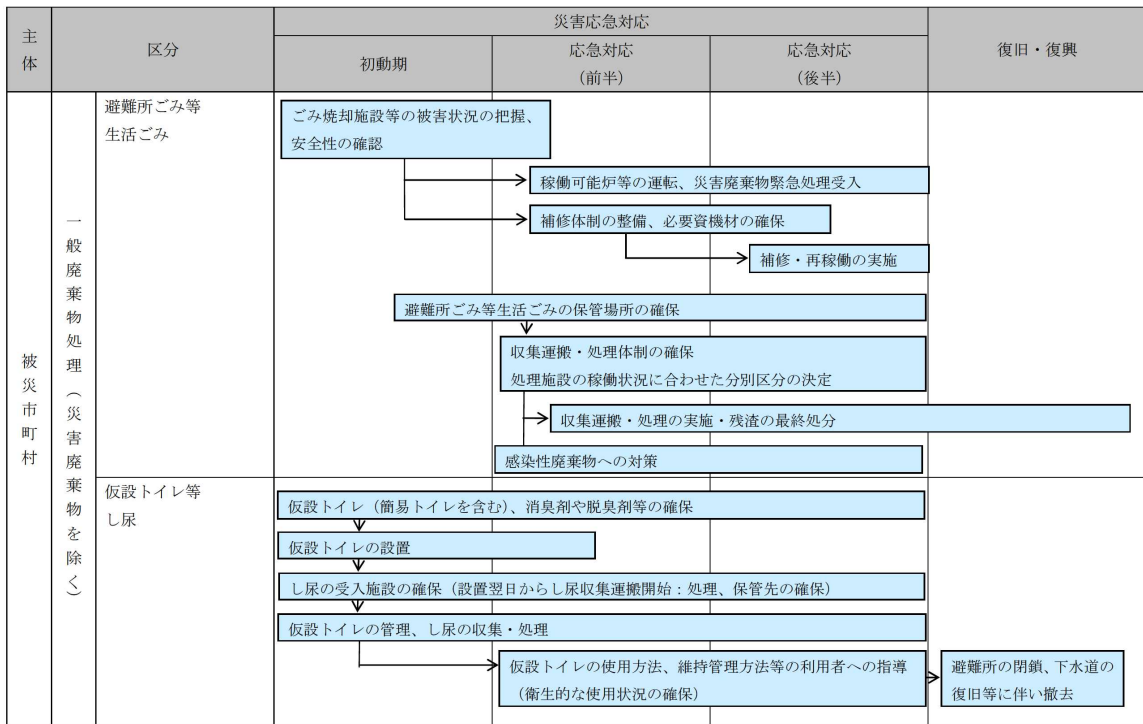 主体
区分
災害応急対応
初動期
応急対応
（前半）
応急対応
（後半）
復旧・復興
被災市町村
一般廃棄物処理（災害廃棄物を除く）
避難所ごみ等
生活ごみ
ごみ焼却施設等の被害状況の把握、
安全性の確認
稼働可能炉等の運転、災害廃棄物緊急処理受入
補修体制の整備、必要資機材の確保
補修・再稼働の実施
避難所ごみ等生活ごみの保管場所の確保
収集運搬・処理体制の確保
処理施設の稼働状況に合わせた分別区分の決定
収集運搬・処理の実施・残渣の最終処分
感染性廃棄物への対策
仮設トイレ等
し尿
仮設トイレ（簡易トイレを含む）、消臭剤や脱臭剤等の確保
仮設トイレの設置
し尿の受入施設の確保（設置翌日からし尿収集運搬開始：処理、保管先の確保）
仮設トイレの管理、し尿の収集・処理
仮設トイレの使用方法、維持管理方法等の利用者への指導
（衛生的な使用状況の確保）
避難所の閉鎖、下水道の
復旧等に伴い撤去